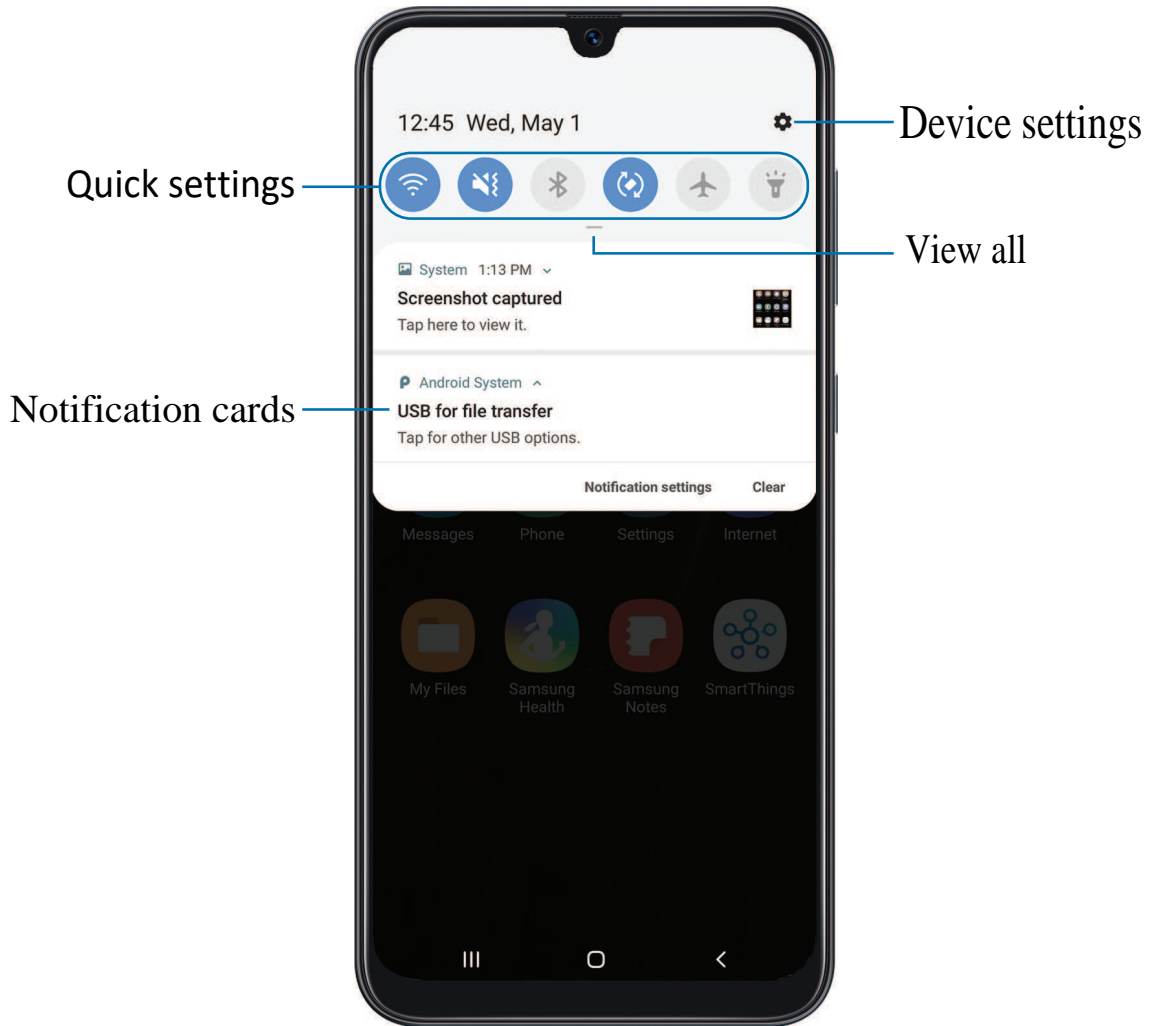 12:45 Wed, May 1
Device settings
Quick settings
View all
System 1:13 PM
Screenshot captured
Tap here to view it.
Android System
Notification cards
USB for file transfer
Tap for other USB options.
Notification settings Clear
Messages Phone Settings Internet
My Files Samsung Health Samsung Notes SmartThings